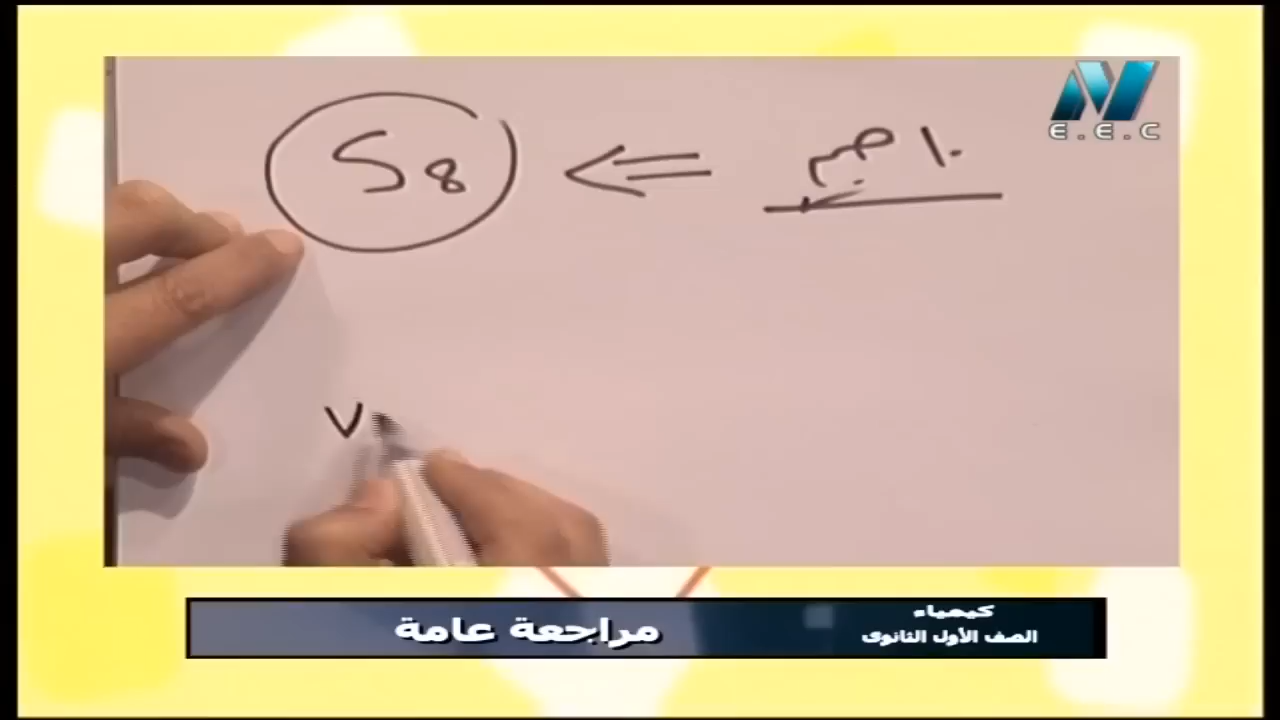 E.E.C
١٠ جم ⇐ S8
V
كيمياء
الصف الأول الثانوى
مراجعة عامة